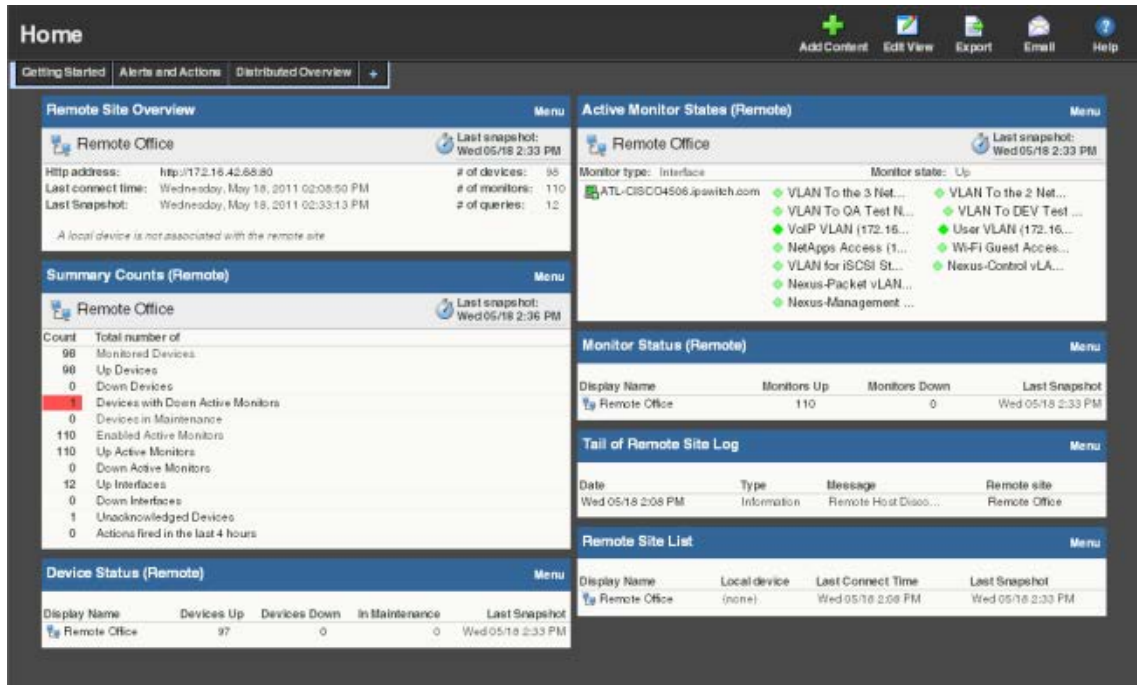 Home
Add Content
Edit View
Export
Email
Help
Getting Started
Alerts and Actions
Distributed Overview
+
Remote Site Overview
Menu
Remote Office
Last snapshot:
Wed 05/18 2:33 PM
Http address: http://172.16.42.68:80
# of devices: 98
Last connect time: Wednesday, May 18, 2011 02:08:50 PM
# of monitors: 110
Last Snapshot: Wednesday, May 18, 2011 02:33:13 PM
# of queries: 12
A local device is not associated with the remote site
Summary Counts (Remote)
Menu
Remote Office
Last snapshot:
Wed 05/18 2:36 PM
Count Total number of
98 Monitored Devices
98 Up Devices
0 Down Devices
1 Devices with Down Active Monitors
0 Devices in Maintenance
110 Enabled Active Monitors
110 Up Active Monitors
0 Down Active Monitors
12 Up Interfaces
0 Down Interfaces
1 Unacknowledged Devices
0 Actions fired in the last 4 hours
Device Status (Remote)
Menu
Display Name Devices Up Devices Down In Maintenance Last Snapshot
Remote Office 97 0 0 Wed 05/18 2:33 PM
Active Monitor States (Remote)
Menu
Remote Office
Last snapshot:
Wed 05/18 2:33 PM
Monitor type: Interface Monitor state: Up
ATL-CISCO4506.ipswitch.com
VLAN To the 3 Net... VLAN To the 2 Net...
VLAN To QA Test N... VLAN To DEV Test ...
VoIP VLAN (172.16... User VLAN (172.16...
NetApps Access (1... Wi-Fi Guest Acces...
VLAN for iSCSI St... Nexus-Control vLA...
Nexus-Packet vLAN...
Nexus-Management ...
Monitor Status (Remote)
Menu
Display Name Monitors Up Monitors Down Last Snapshot
Remote Office 110 0 Wed 05/18 2:33 PM
Tail of Remote Site Log
Menu
Date Type Message Remote site
Wed 05/18 2:08 PM Information Remote Host Disco... Remote Office
Remote Site List
Menu
Display Name Local device Last Connect Time Last Snapshot
Remote Office (none) Wed 05/18 2:08 PM Wed 05/18 2:33 PM